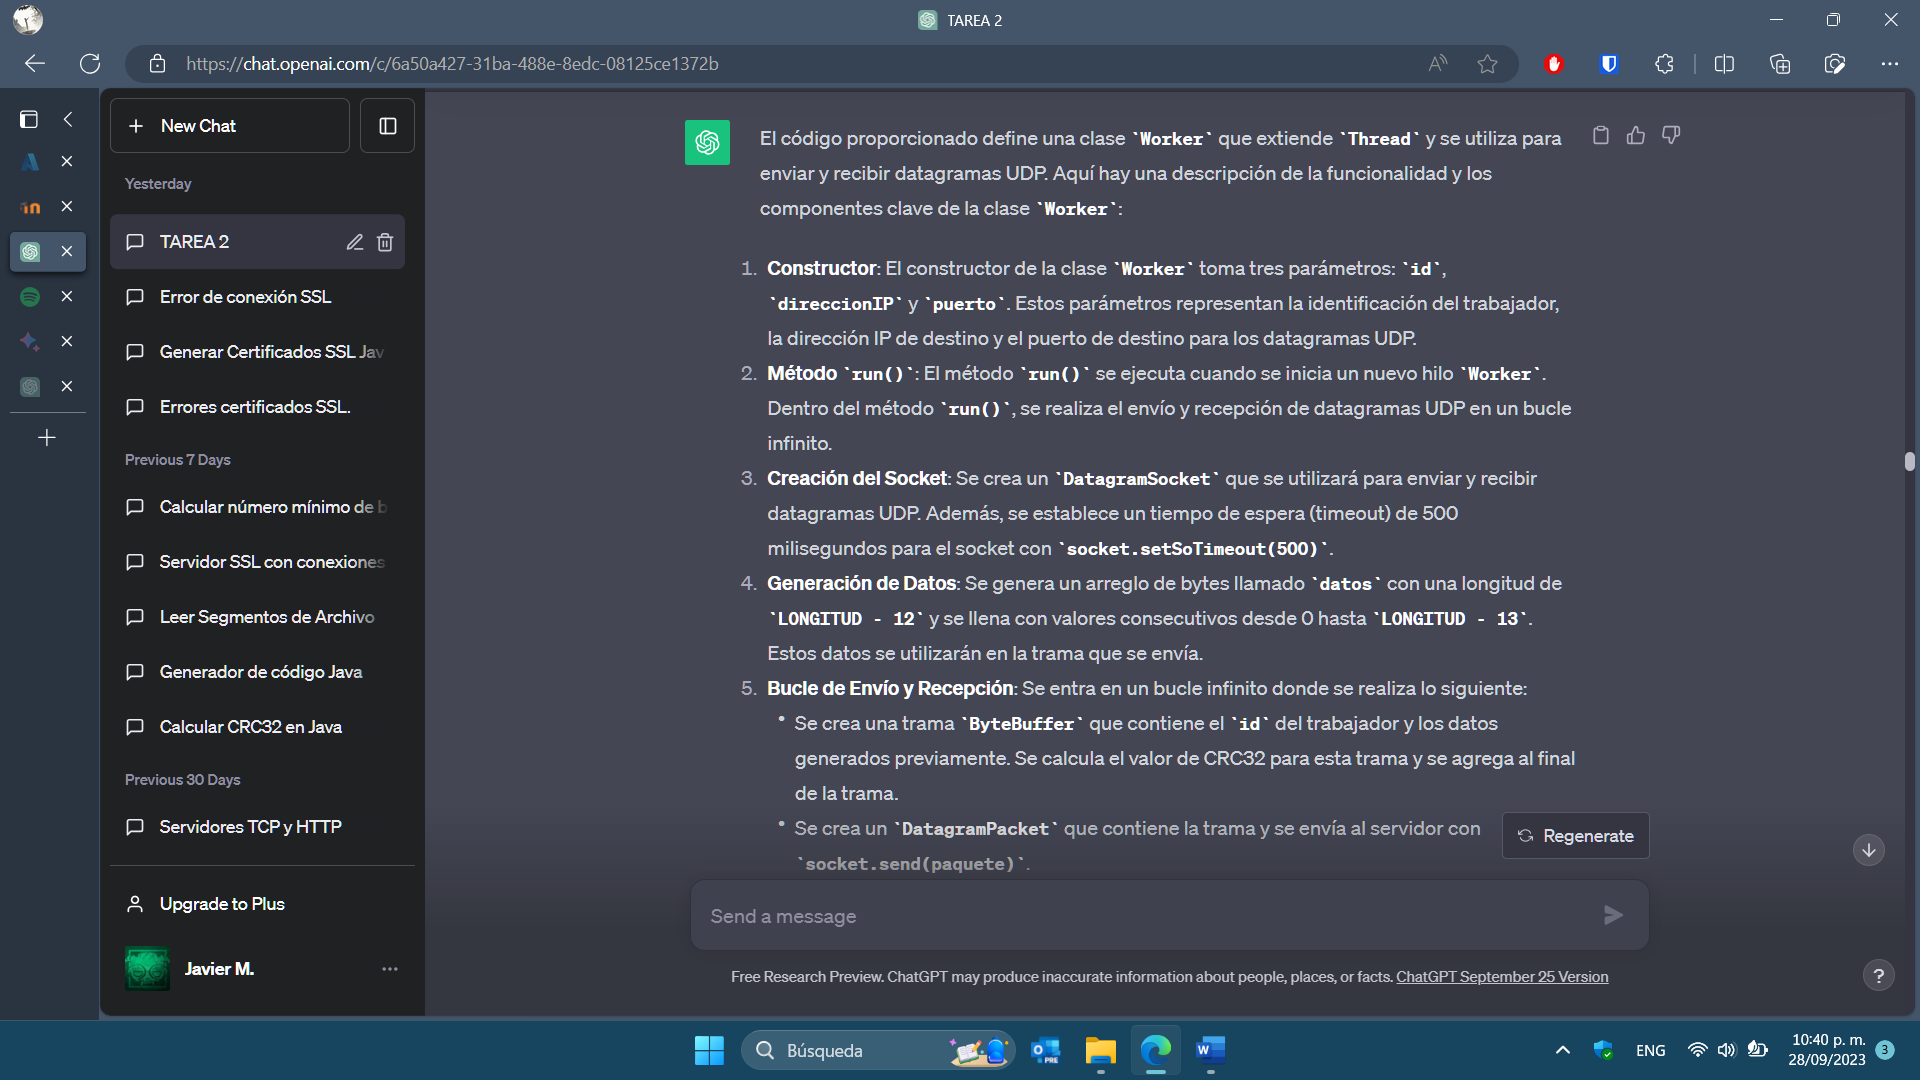 TAREA 2
https://chat.openai.com/c/6a50a427-31ba-488e-8edc-08125ce1372b
New Chat
Yesterday
TAREA 2
Error de conexión SSL
Generar Certificados SSL Jav
Errores certificados SSL.
Previous 7 Days
Calcular número mínimo de b
Servidor SSL con conexiones
Leer Segmentos de Archivo
Generador de código Java
Calcular CRC32 en Java
Previous 30 Days
Servidores TCP y HTTP
Upgrade to Plus
Javier M.
El código proporcionado define una clase `Worker` que extiende `Thread` y se utiliza para
enviar y recibir datagramas UDP. Aquí hay una descripción de la funcionalidad y los
componentes clave de la clase `Worker`:
1. Constructor: El constructor de la clase `Worker` toma tres parámetros: `id`,
`direccionIP` y `puerto`. Estos parámetros representan la identificación del trabajador,
la dirección IP de destino y el puerto de destino para los datagramas UDP.
2. Método `run()`: El método `run()` se ejecuta cuando se inicia un nuevo hilo `Worker`.
Dentro del método `run()`, se realiza el envío y recepción de datagramas UDP en un bucle
infinito.
3. Creación del Socket: Se crea un `DatagramSocket` que se utilizará para enviar y recibir
datagramas UDP. Además, se establece un tiempo de espera (timeout) de 500
milisegundos para el socket con `socket.setSoTimeout(500)`.
4. Generación de Datos: Se genera un arreglo de bytes llamado `datos` con una longitud de
`LONGITUD - 12` y se llena con valores consecutivos desde 0 hasta `LONGITUD - 13`.
Estos datos se utilizarán en la trama que se envía.
5. Bucle de Envío y Recepción: Se entra en un bucle infinito donde se realiza lo siguiente:
• Se crea una trama `ByteBuffer` que contiene el `id` del trabajador y los datos
generados previamente. Se calcula el valor de CRC32 para esta trama y se agrega al final
de la trama.
• Se crea un `DatagramPacket` que contiene la trama y se envía al servidor con
`socket.send(paquete)`.
Regenerate
Send a message
Free Research Preview. ChatGPT may produce inaccurate information about people, places, or facts. ChatGPT September 25 Version
?
Búsqueda
ENG
10:40 p. m.
28/09/2023
3